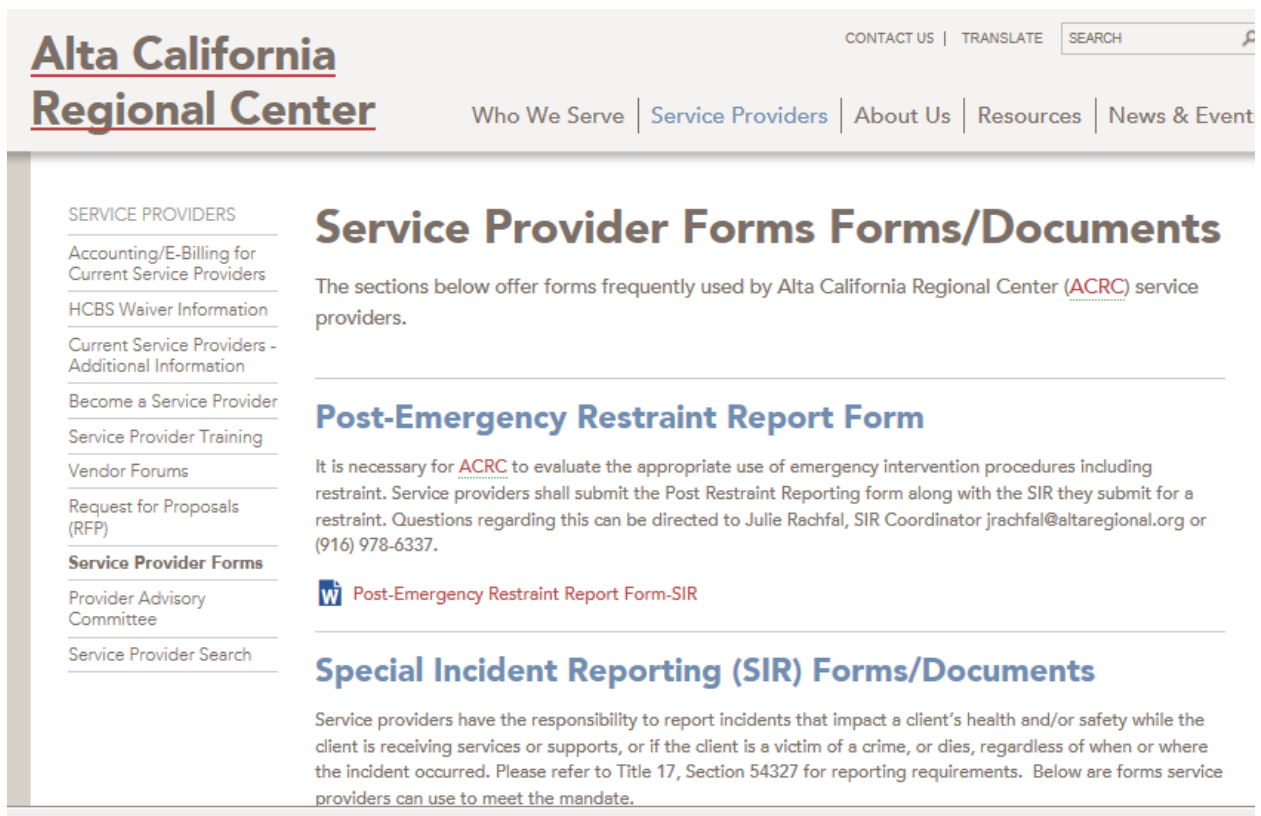 Alta California
Regional Center
CONTACT US | TRANSLATE
SEARCH
Who We Serve | Service Providers | About Us | Resources | News & Event
SERVICE PROVIDERS
Accounting/E-Billing for
Current Service Providers
HCBS Waiver Information
Current Service Providers -
Additional Information
Become a Service Provider
Service Provider Training
Vendor Forums
Request for Proposals
(RFP)
Service Provider Forms
Provider Advisory
Committee
Service Provider Search
Service Provider Forms Forms/Documents
The sections below offer forms frequently used by Alta California Regional Center (ACRC) service
providers.
Post-Emergency Restraint Report Form
It is necessary for ACRC to evaluate the appropriate use of emergency intervention procedures including
restraint. Service providers shall submit the Post Restraint Reporting form along with the SIR they submit for a
restraint. Questions regarding this can be directed to Julie Rachfal, SIR Coordinator jrachfal@altaregional.org or
(916) 978-6337.
Post-Emergency Restraint Report Form-SIR
Special Incident Reporting (SIR) Forms/Documents
Service providers have the responsibility to report incidents that impact a client's health and/or safety while the
client is receiving services or supports, or if the client is a victim of a crime, or dies, regardless of when or where
the incident occurred. Please refer to Title 17, Section 54327 for reporting requirements. Below are forms service
providers can use to meet the mandate.